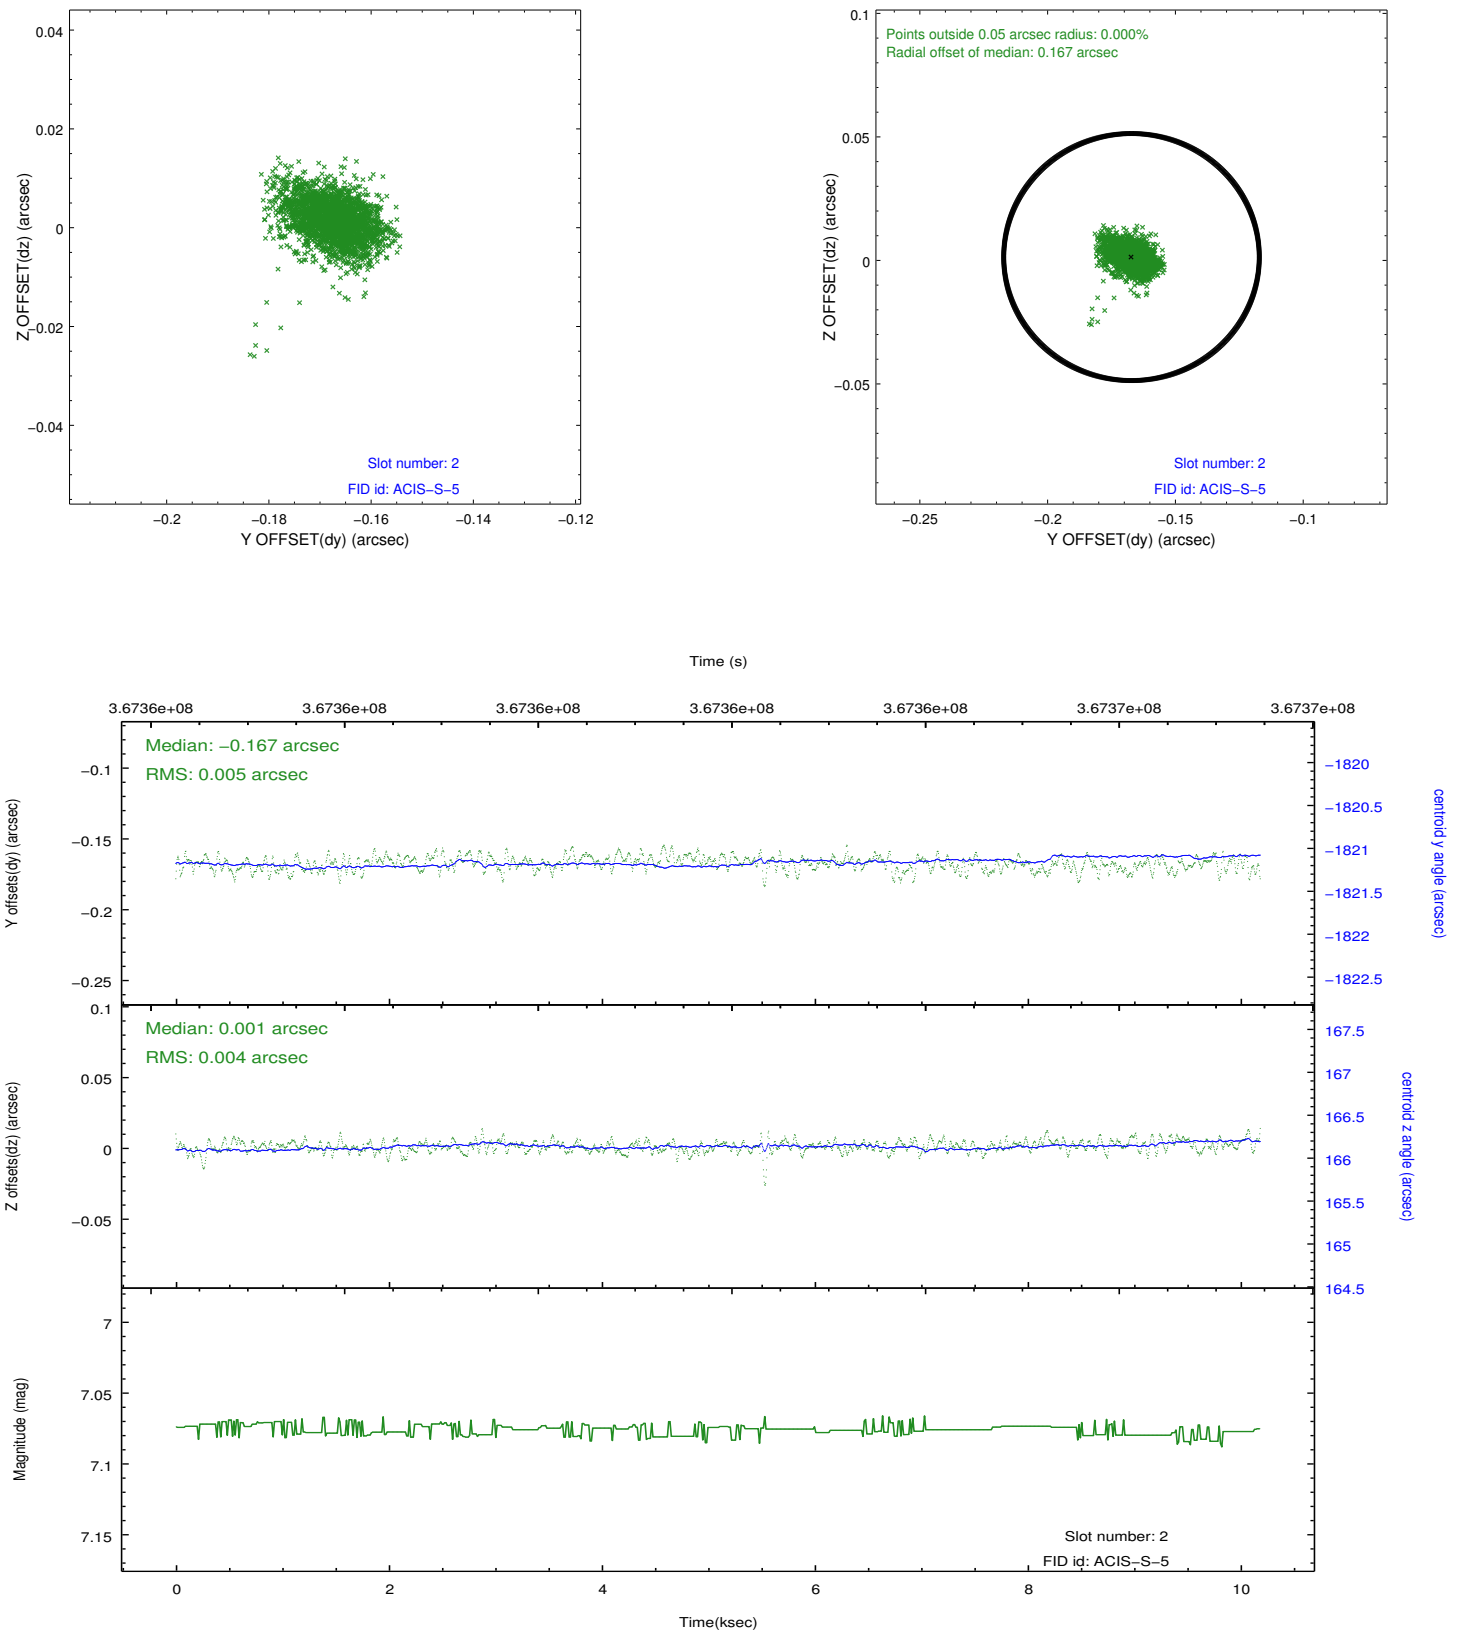 0.04
0.02
0
−0.02
−0.04
Z OFFSET(dz) (arcsec)
Slot number: 2
FID id: ACIS−S−5
−0.2
−0.18
−0.16
−0.14
−0.12
Y OFFSET(dy) (arcsec)
Points outside 0.05 arcsec radius: 0.000%
Radial offset of median: 0.167 arcsec
0.1
0.05
0
−0.05
Z OFFSET(dz) (arcsec)
Slot number: 2
FID id: ACIS−S−5
−0.25
−0.2
−0.15
−0.1
Y OFFSET(dy) (arcsec)
Time (s)
3.6736e+08
3.6736e+08
3.6736e+08
3.6736e+08
3.6736e+08
3.6737e+08
3.6737e+08
Median: −0.167 arcsec
RMS: 0.005 arcsec
−0.1
−0.15
−0.2
−0.25
Y offsets(dy) (arcsec)
−1820
−1820.5
−1821
−1821.5
−1822
−1822.5
centroid y angle (arcsec)
Median: 0.001 arcsec
RMS: 0.004 arcsec
0.1
0.05
0
−0.05
Z offsets(dz) (arcsec)
167.5
167
166.5
166
165.5
165
164.5
centroid z angle (arcsec)
7
7.05
7.1
7.15
Magnitude (mag)
Slot number: 2
FID id: ACIS−S−5
0
2
4
6
8
10
Time(ksec)